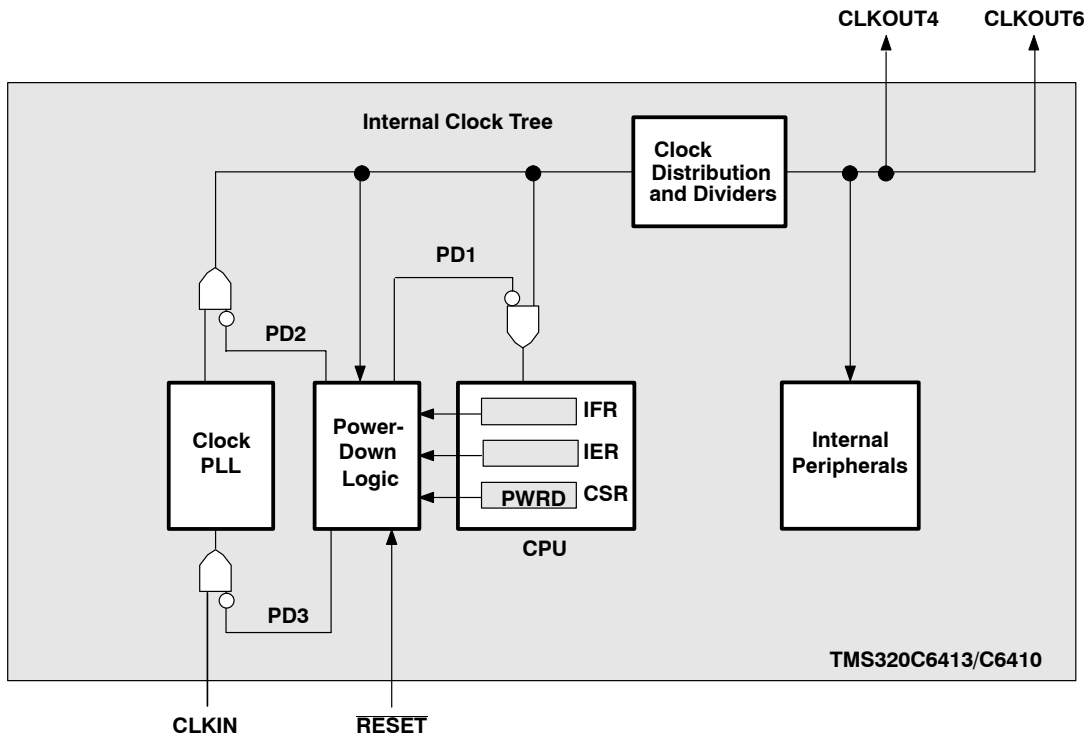 CLKOUT4 CLKOUT6
Internal Clock Tree
Clock
Distribution
and Dividers
PD1
PD2
Clock
PLL
Power-
Down
Logic
IFR
IER
PWRD CSR
CPU
Internal
Peripherals
PD3
TMS320C6413/C6410
CLKIN RESET